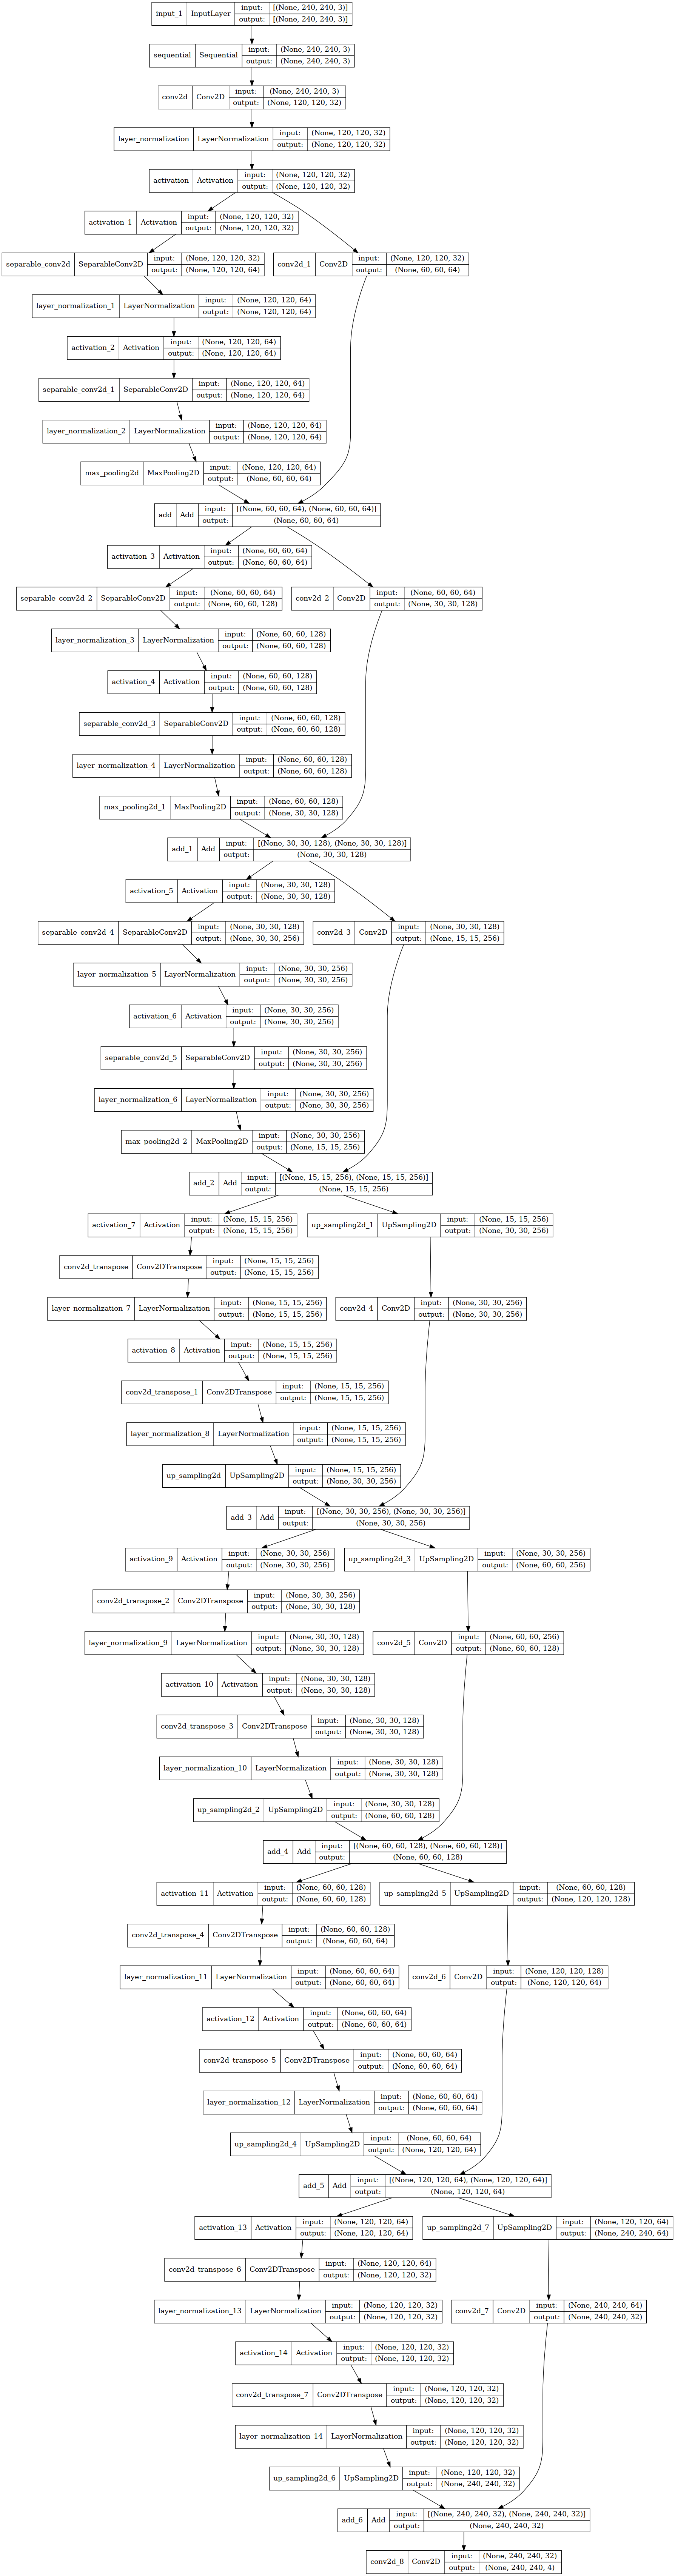 input_1 InputLayer input: [(None, 240, 240, 3)]
output: [(None, 240, 240, 3)]
sequential Sequential input: (None, 240, 240, 3)
output: (None, 240, 240, 3)
conv2d Conv2D input: (None, 240, 240, 3)
output: (None, 120, 120, 32)
layer_normalization LayerNormalization input: (None, 120, 120, 32)
output: (None, 120, 120, 32)
activation Activation input: (None, 120, 120, 32)
output: (None, 120, 120, 32)
activation_1 Activation input: (None, 120, 120, 32)
output: (None, 120, 120, 32)
separable_conv2d SeparableConv2D input: (None, 120, 120, 32)
output: (None, 120, 120, 64)
conv2d_1 Conv2D input: (None, 120, 120, 32)
output: (None, 60, 60, 64)
layer_normalization_1 LayerNormalization input: (None, 120, 120, 64)
output: (None, 120, 120, 64)
activation_2 Activation input: (None, 120, 120, 64)
output: (None, 120, 120, 64)
separable_conv2d_1 SeparableConv2D input: (None, 120, 120, 64)
output: (None, 120, 120, 64)
layer_normalization_2 LayerNormalization input: (None, 120, 120, 64)
output: (None, 120, 120, 64)
max_pooling2d MaxPooling2D input: (None, 120, 120, 64)
output: (None, 60, 60, 64)
add Add input: [(None, 60, 60, 64), (None, 60, 60, 64)]
output: (None, 60, 60, 64)
activation_3 Activation input: (None, 60, 60, 64)
output: (None, 60, 60, 64)
separable_conv2d_2 SeparableConv2D input: (None, 60, 60, 64)
output: (None, 60, 60, 128)
conv2d_2 Conv2D input: (None, 60, 60, 64)
output: (None, 30, 30, 128)
layer_normalization_3 LayerNormalization input: (None, 60, 60, 128)
output: (None, 60, 60, 128)
activation_4 Activation input: (None, 60, 60, 128)
output: (None, 60, 60, 128)
separable_conv2d_3 SeparableConv2D input: (None, 60, 60, 128)
output: (None, 60, 60, 128)
layer_normalization_4 LayerNormalization input: (None, 60, 60, 128)
output: (None, 60, 60, 128)
max_pooling2d_1 MaxPooling2D input: (None, 60, 60, 128)
output: (None, 30, 30, 128)
add_1 Add input: [(None, 30, 30, 128), (None, 30, 30, 128)]
output: (None, 30, 30, 128)
activation_5 Activation input: (None, 30, 30, 128)
output: (None, 30, 30, 128)
separable_conv2d_4 SeparableConv2D input: (None, 30, 30, 128)
output: (None, 30, 30, 256)
conv2d_3 Conv2D input: (None, 30, 30, 128)
output: (None, 15, 15, 256)
layer_normalization_5 LayerNormalization input: (None, 30, 30, 256)
output: (None, 30, 30, 256)
activation_6 Activation input: (None, 30, 30, 256)
output: (None, 30, 30, 256)
separable_conv2d_5 SeparableConv2D input: (None, 30, 30, 256)
output: (None, 30, 30, 256)
layer_normalization_6 LayerNormalization input: (None, 30, 30, 256)
output: (None, 30, 30, 256)
max_pooling2d_2 MaxPooling2D input: (None, 30, 30, 256)
output: (None, 15, 15, 256)
add_2 Add input: [(None, 15, 15, 256), (None, 15, 15, 256)]
output: (None, 15, 15, 256)
activation_7 Activation input: (None, 15, 15, 256)
output: (None, 15, 15, 256)
up_sampling2d_1 UpSampling2D input: (None, 15, 15, 256)
output: (None, 30, 30, 256)
conv2d_transpose Conv2DTranspose input: (None, 15, 15, 256)
output: (None, 15, 15, 256)
layer_normalization_7 LayerNormalization input: (None, 15, 15, 256)
output: (None, 15, 15, 256)
conv2d_4 Conv2D input: (None, 30, 30, 256)
output: (None, 30, 30, 256)
activation_8 Activation input: (None, 15, 15, 256)
output: (None, 15, 15, 256)
conv2d_transpose_1 Conv2DTranspose input: (None, 15, 15, 256)
output: (None, 15, 15, 256)
layer_normalization_8 LayerNormalization input: (None, 15, 15, 256)
output: (None, 15, 15, 256)
up_sampling2d UpSampling2D input: (None, 15, 15, 256)
output: (None, 30, 30, 256)
add_3 Add input: [(None, 30, 30, 256), (None, 30, 30, 256)]
output: (None, 30, 30, 256)
activation_9 Activation input: (None, 30, 30, 256)
output: (None, 30, 30, 256)
up_sampling2d_3 UpSampling2D input: (None, 30, 30, 256)
output: (None, 60, 60, 256)
conv2d_transpose_2 Conv2DTranspose input: (None, 30, 30, 256)
output: (None, 30, 30, 128)
layer_normalization_9 LayerNormalization input: (None, 30, 30, 128)
output: (None, 30, 30, 128)
conv2d_5 Conv2D input: (None, 60, 60, 256)
output: (None, 60, 60, 128)
activation_10 Activation input: (None, 30, 30, 128)
output: (None, 30, 30, 128)
conv2d_transpose_3 Conv2DTranspose input: (None, 30, 30, 128)
output: (None, 30, 30, 128)
layer_normalization_10 LayerNormalization input: (None, 30, 30, 128)
output: (None, 30, 30, 128)
up_sampling2d_2 UpSampling2D input: (None, 30, 30, 128)
output: (None, 60, 60, 128)
add_4 Add input: [(None, 60, 60, 128), (None, 60, 60, 128)]
output: (None, 60, 60, 128)
activation_11 Activation input: (None, 60, 60, 128)
output: (None, 60, 60, 128)
up_sampling2d_5 UpSampling2D input: (None, 60, 60, 128)
output: (None, 120, 120, 128)
conv2d_transpose_4 Conv2DTranspose input: (None, 60, 60, 128)
output: (None, 60, 60, 64)
layer_normalization_11 LayerNormalization input: (None, 60, 60, 64)
output: (None, 60, 60, 64)
conv2d_6 Conv2D input: (None, 120, 120, 128)
output: (None, 120, 120, 64)
activation_12 Activation input: (None, 60, 60, 64)
output: (None, 60, 60, 64)
conv2d_transpose_5 Conv2DTranspose input: (None, 60, 60, 64)
output: (None, 60, 60, 64)
layer_normalization_12 LayerNormalization input: (None, 60, 60, 64)
output: (None, 60, 60, 64)
up_sampling2d_4 UpSampling2D input: (None, 60, 60, 64)
output: (None, 120, 120, 64)
add_5 Add input: [(None, 120, 120, 64), (None, 120, 120, 64)]
output: (None, 120, 120, 64)
activation_13 Activation input: (None, 120, 120, 64)
output: (None, 120, 120, 64)
up_sampling2d_7 UpSampling2D input: (None, 120, 120, 64)
output: (None, 240, 240, 64)
conv2d_transpose_6 Conv2DTranspose input: (None, 120, 120, 64)
output: (None, 120, 120, 32)
layer_normalization_13 LayerNormalization input: (None, 120, 120, 32)
output: (None, 120, 120, 32)
conv2d_7 Conv2D input: (None, 240, 240, 64)
output: (None, 240, 240, 32)
activation_14 Activation input: (None, 120, 120, 32)
output: (None, 120, 120, 32)
conv2d_transpose_7 Conv2DTranspose input: (None, 120, 120, 32)
output: (None, 120, 120, 32)
layer_normalization_14 LayerNormalization input: (None, 120, 120, 32)
output: (None, 120, 120, 32)
up_sampling2d_6 UpSampling2D input: (None, 120, 120, 32)
output: (None, 240, 240, 32)
add_6 Add input: [(None, 240, 240, 32), (None, 240, 240, 32)]
output: (None, 240, 240, 32)
conv2d_8 Conv2D input: (None, 240, 240, 32)
output: (None, 240, 240, 4)